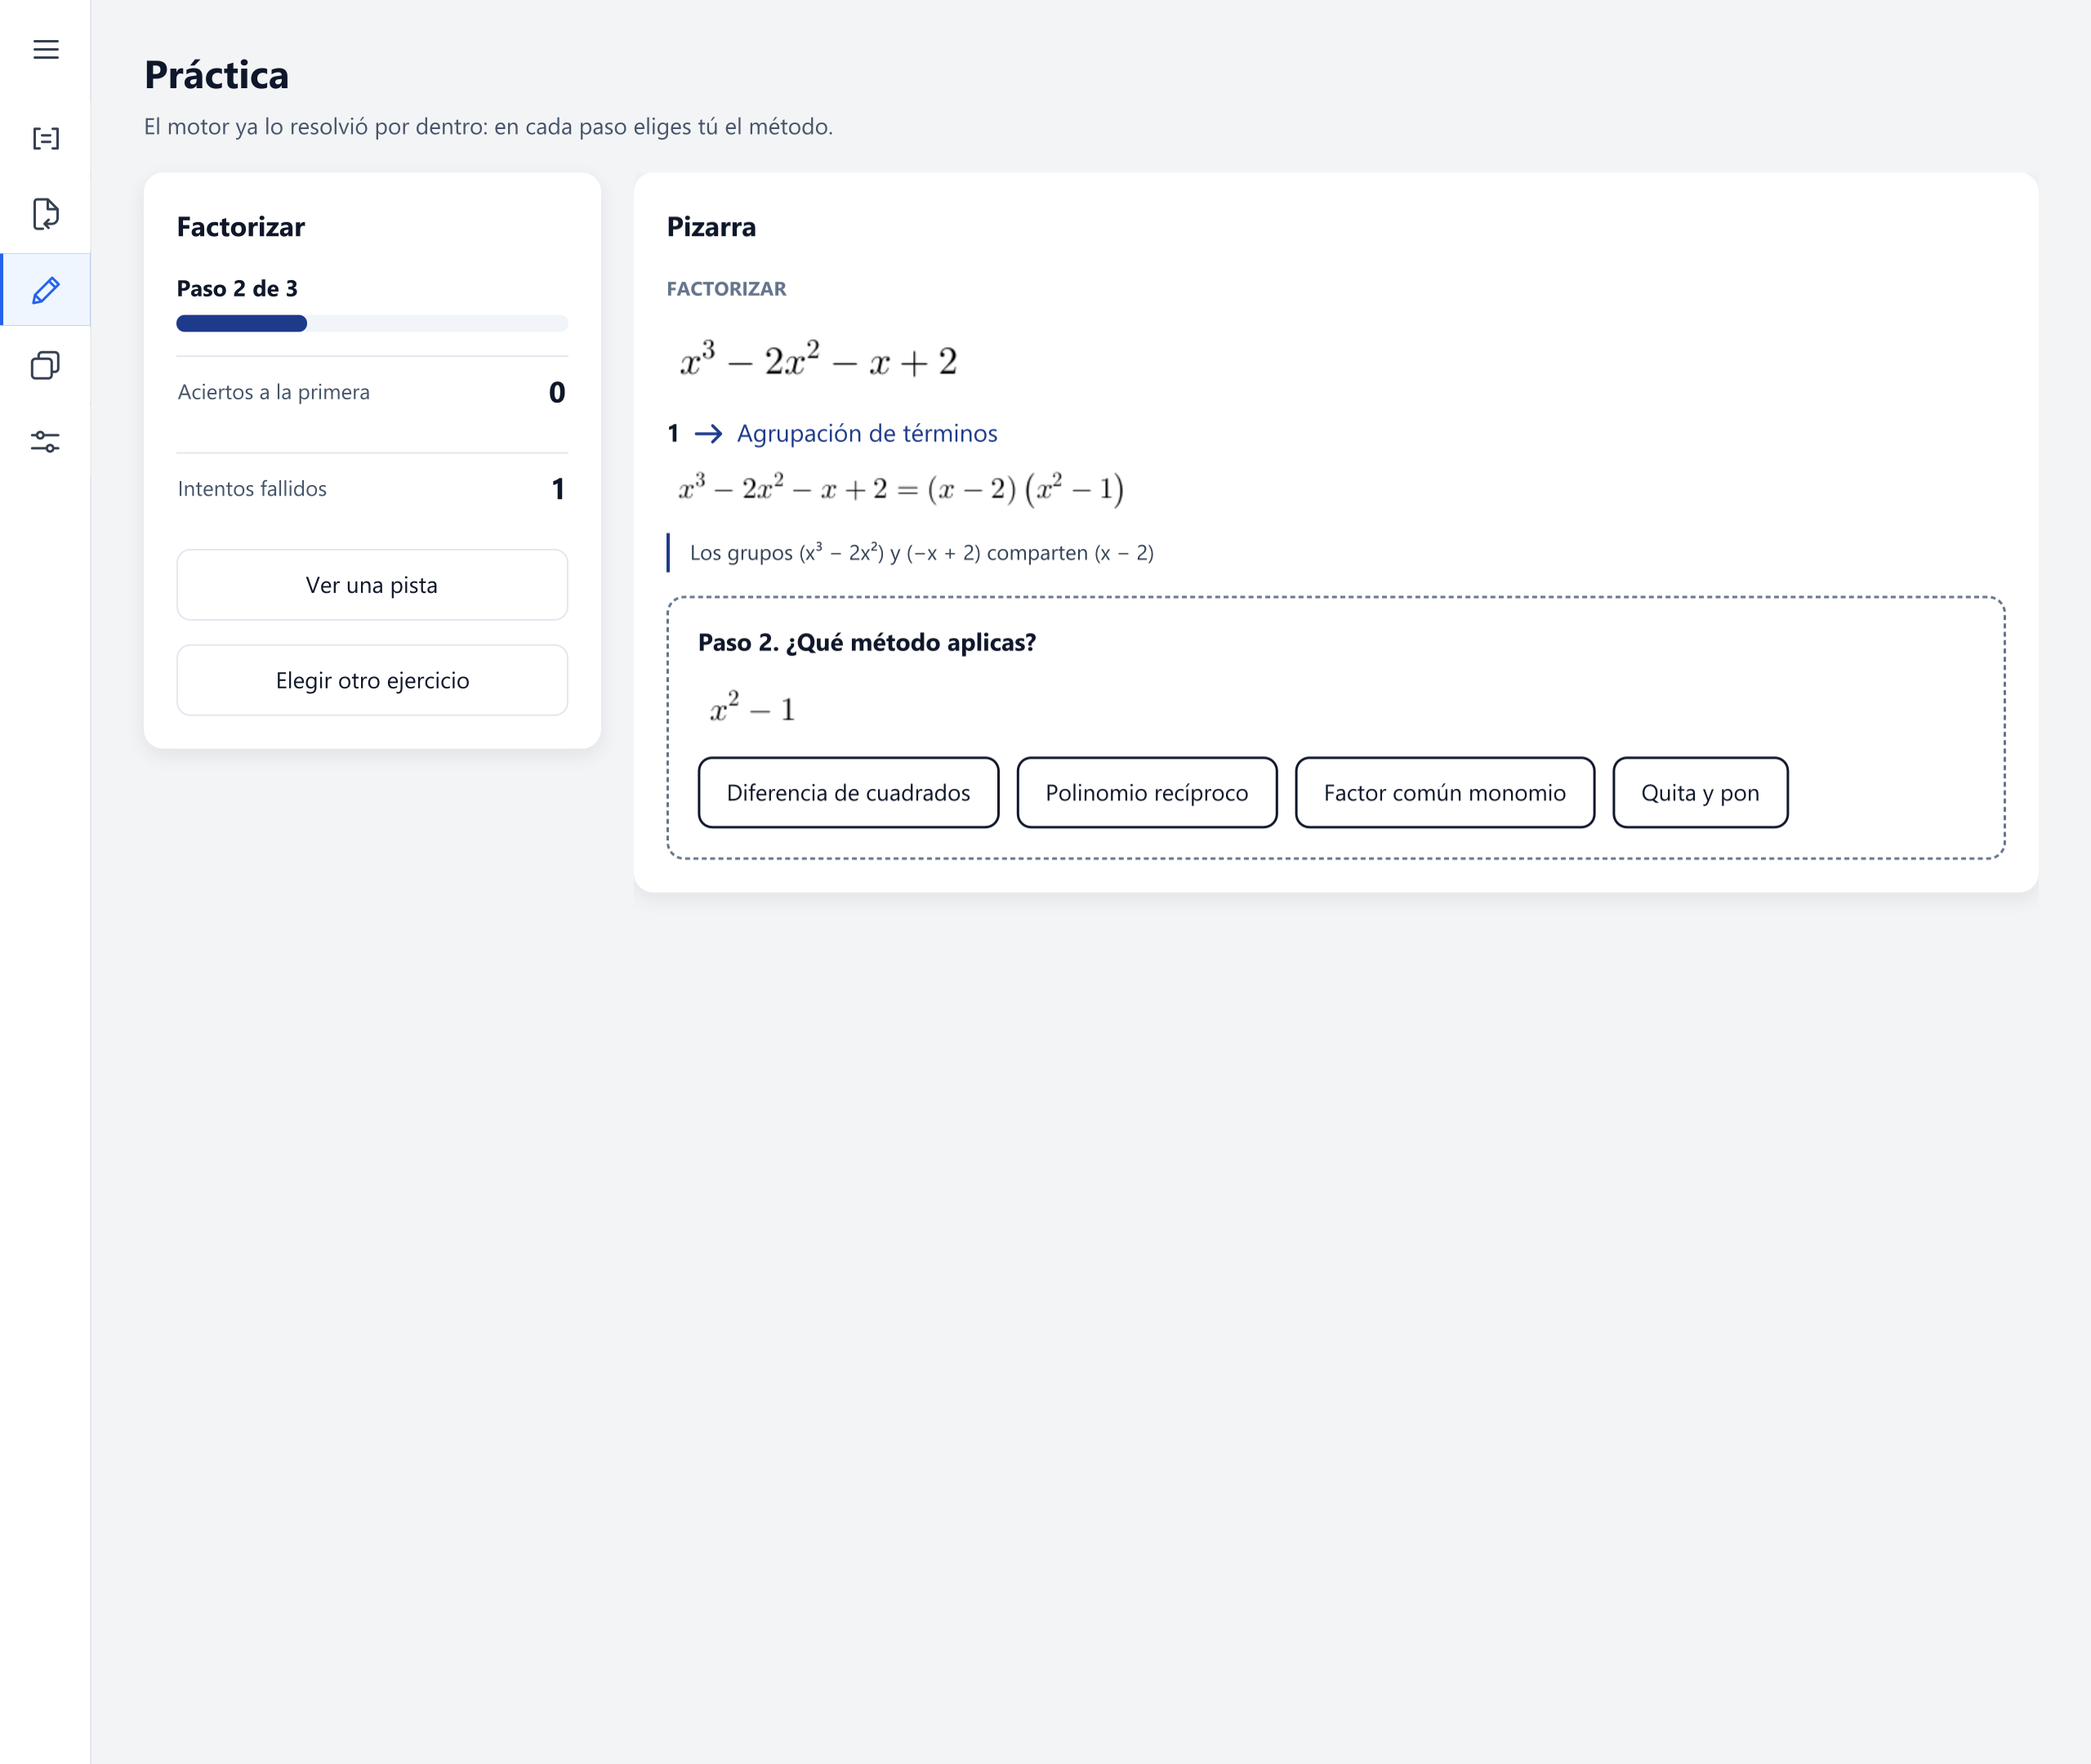 Práctica
El motor ya lo resolvió por dentro: en cada paso eliges tú el método.
Factorizar
Paso 2 de 3
Aciertos a la primera 0
Intentos fallidos 1
Ver una pista
Elegir otro ejercicio
Pizarra
FACTORIZAR
x³ − 2x² − x + 2
1 → Agrupación de términos
x³ − 2x² − x + 2 = (x − 2) (x² − 1)
Los grupos (x³ − 2x²) y (−x + 2) comparten (x − 2)
Paso 2. ¿Qué método aplicas?
x² − 1
Diferencia de cuadrados Polinomio recíproco Factor común monomio Quita y pon